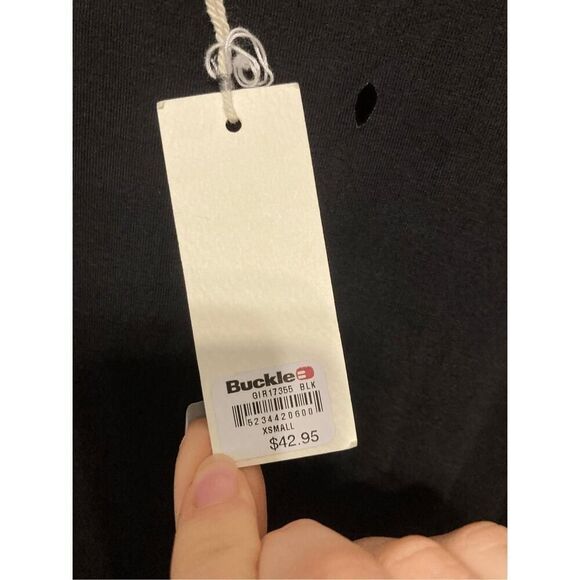 Buckle
GIR17355 BLK
5234420600
XSMALL
$42.95